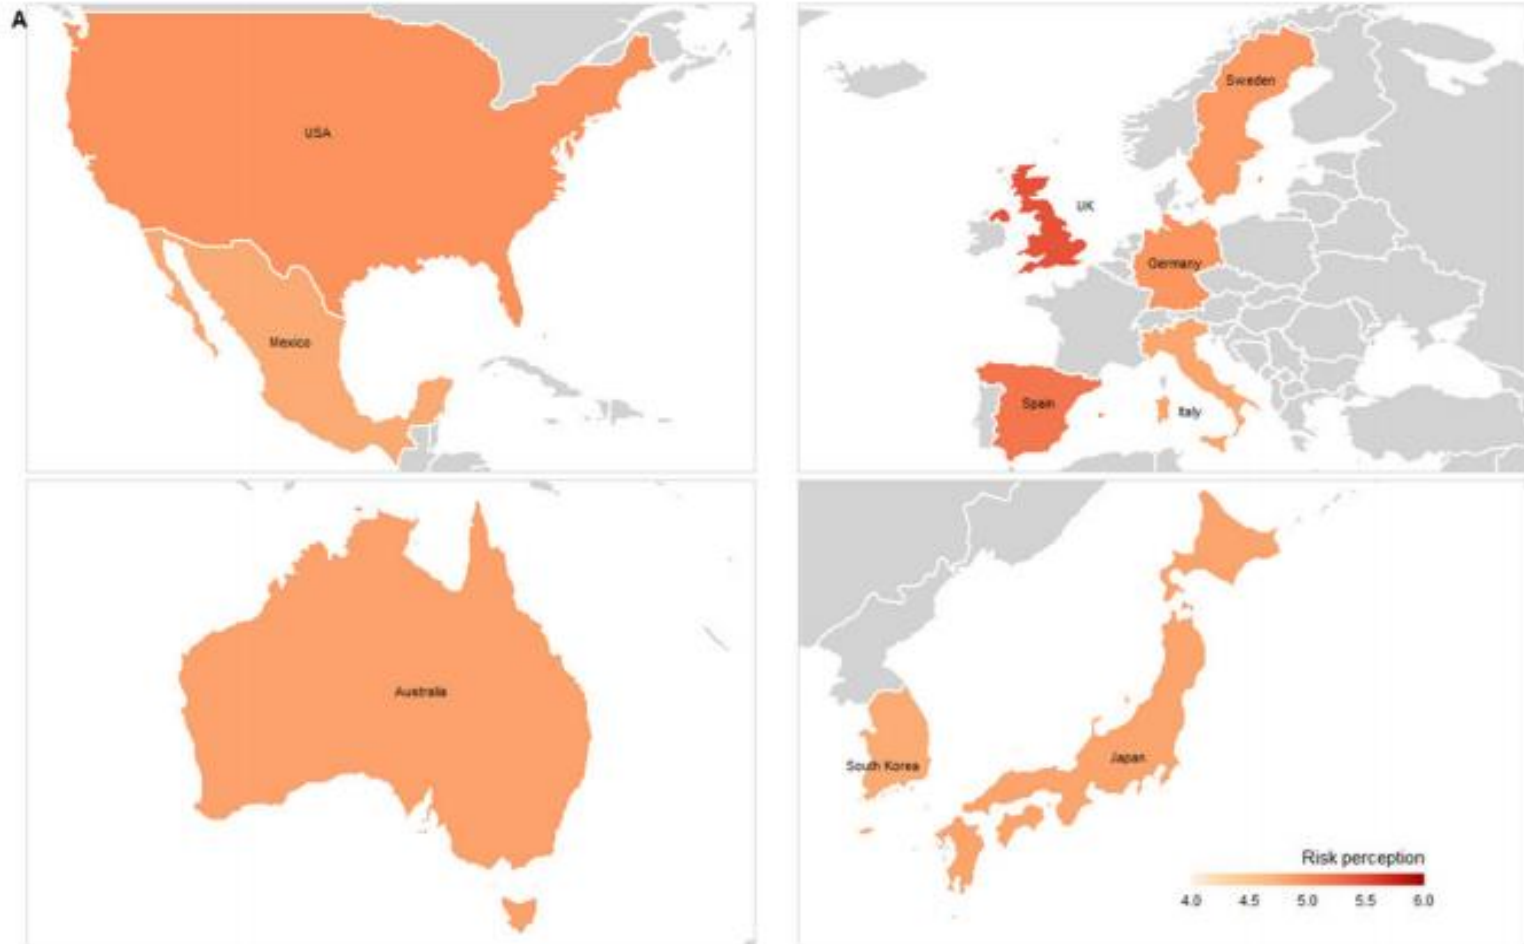 A
USA
Mexico
Sweden
UK
Germany
Spain
Italy
Australia
South Korea
Japan
Risk perception
4.0 4.5 5.0 5.5 6.0